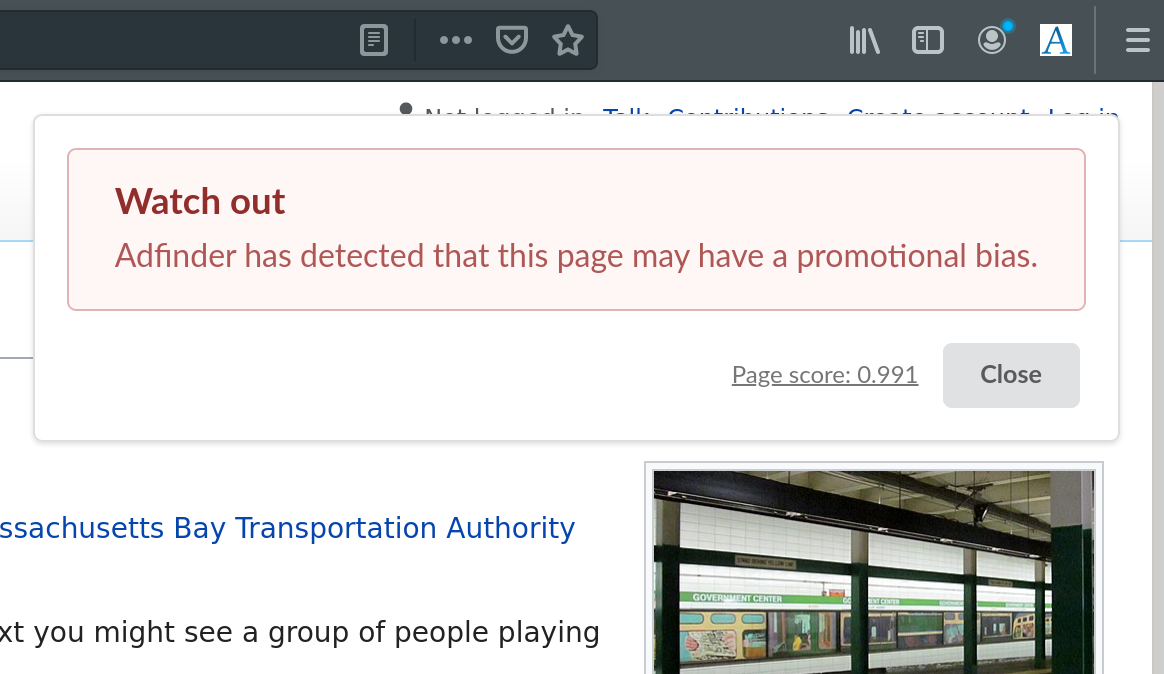 A
Not logged in Talk Contributions Create account Log in
Watch out
Adfinder has detected that this page may have a promotional bias.
Page score: 0.991
Close
ssachusetts Bay Transportation Authority
GOVERNMENT CENTER
xt you might see a group of people playing